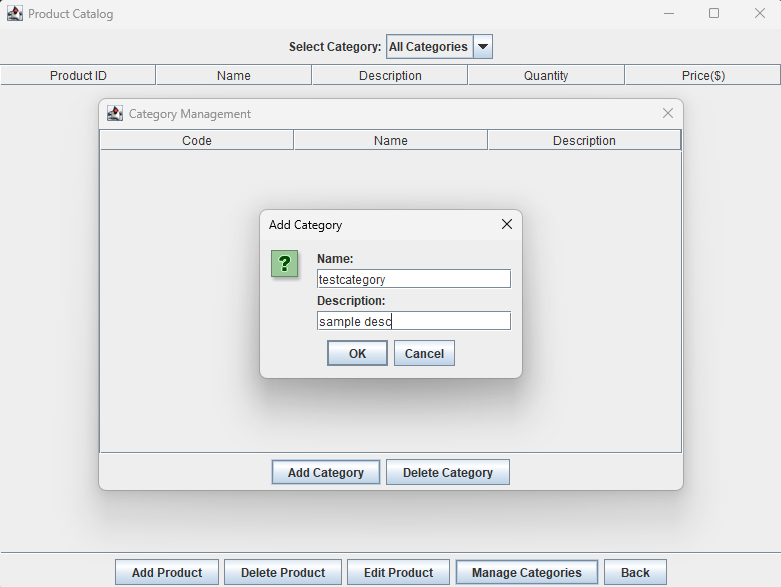 Product Catalog
Select Category: All Categories
Product ID Name Description Quantity Price($)
Category Management
Code Name Description
Add Category
?
Name:
testcategory
Description:
sample desc
OK Cancel
Add Category Delete Category
Add Product Delete Product Edit Product Manage Categories Back